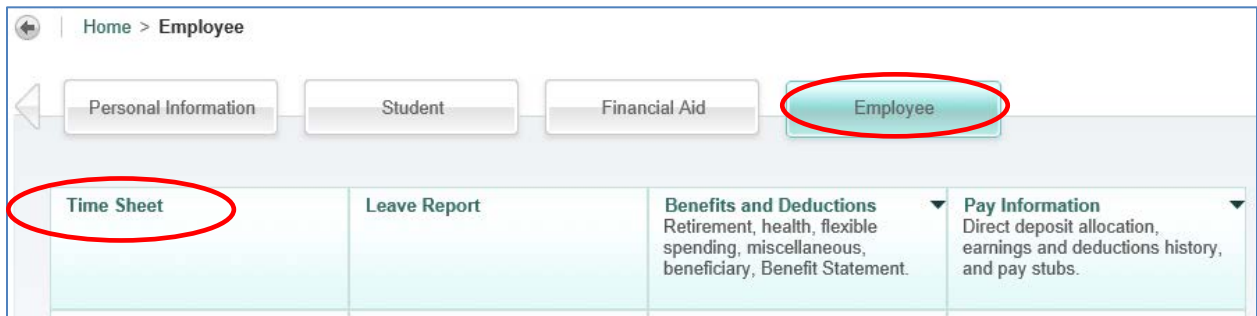 Home > Employee
Personal Information Student Financial Aid Employee
Time Sheet
Leave Report
Benefits and Deductions
Retirement, health, flexible
spending, miscellaneous,
beneficiary, Benefit Statement.
Pay Information
Direct deposit allocation,
earnings and deductions history,
and pay stubs.